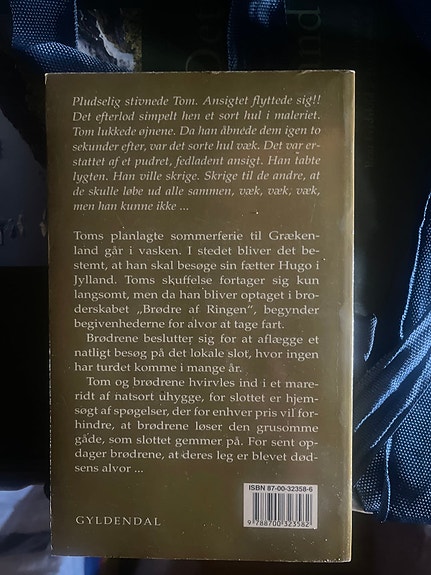 Pludselig stivnede Tom. Ansigtet flyttede sig!!
Det efterlod simpelt hen et sort hul i maleriet.
Tom lukkede øjnene. Da han åbnede dem igen to
sekunder efter, var det sorte hul væk. Det var er-
stattet af et pudret, fedladent ansigt. Han tabte
lygten. Han ville skrige. Skrige til de andre, at
de skulle løbe ud alle sammen, væk, væk, væk,
men han kunne ikke ...
Toms planlagte sommerferie til Græken-
land går i vasken. I stedet bliver det be-
stemt, at han skal besøge sin fætter Hugo i
Jylland. Toms skuffelse fortager sig kun
langsomt, men da han bliver optaget i bro-
derskabet „Brødre af Ringen“, begynder
begivenhederne for alvor at tage fart.
Brødrene beslutter sig for at aflægge et
natligt besøg på det lokale slot, hvor ingen
har turdet komme i mange år.
Tom og brødrene hvirvles ind i et mare-
ridt af natsort uhygge, for slottet er hjem-
søgt af spøgelser, der for enhver pris vil for-
hindre, at brødrene løser den grusomme
gåde, som slottet gemmer på. For sent op-
dager brødrene, at deres leg er blevet død-
sens alvor ...
ISBN 87-00-32358-6
9788700323582
GYLDENDAL